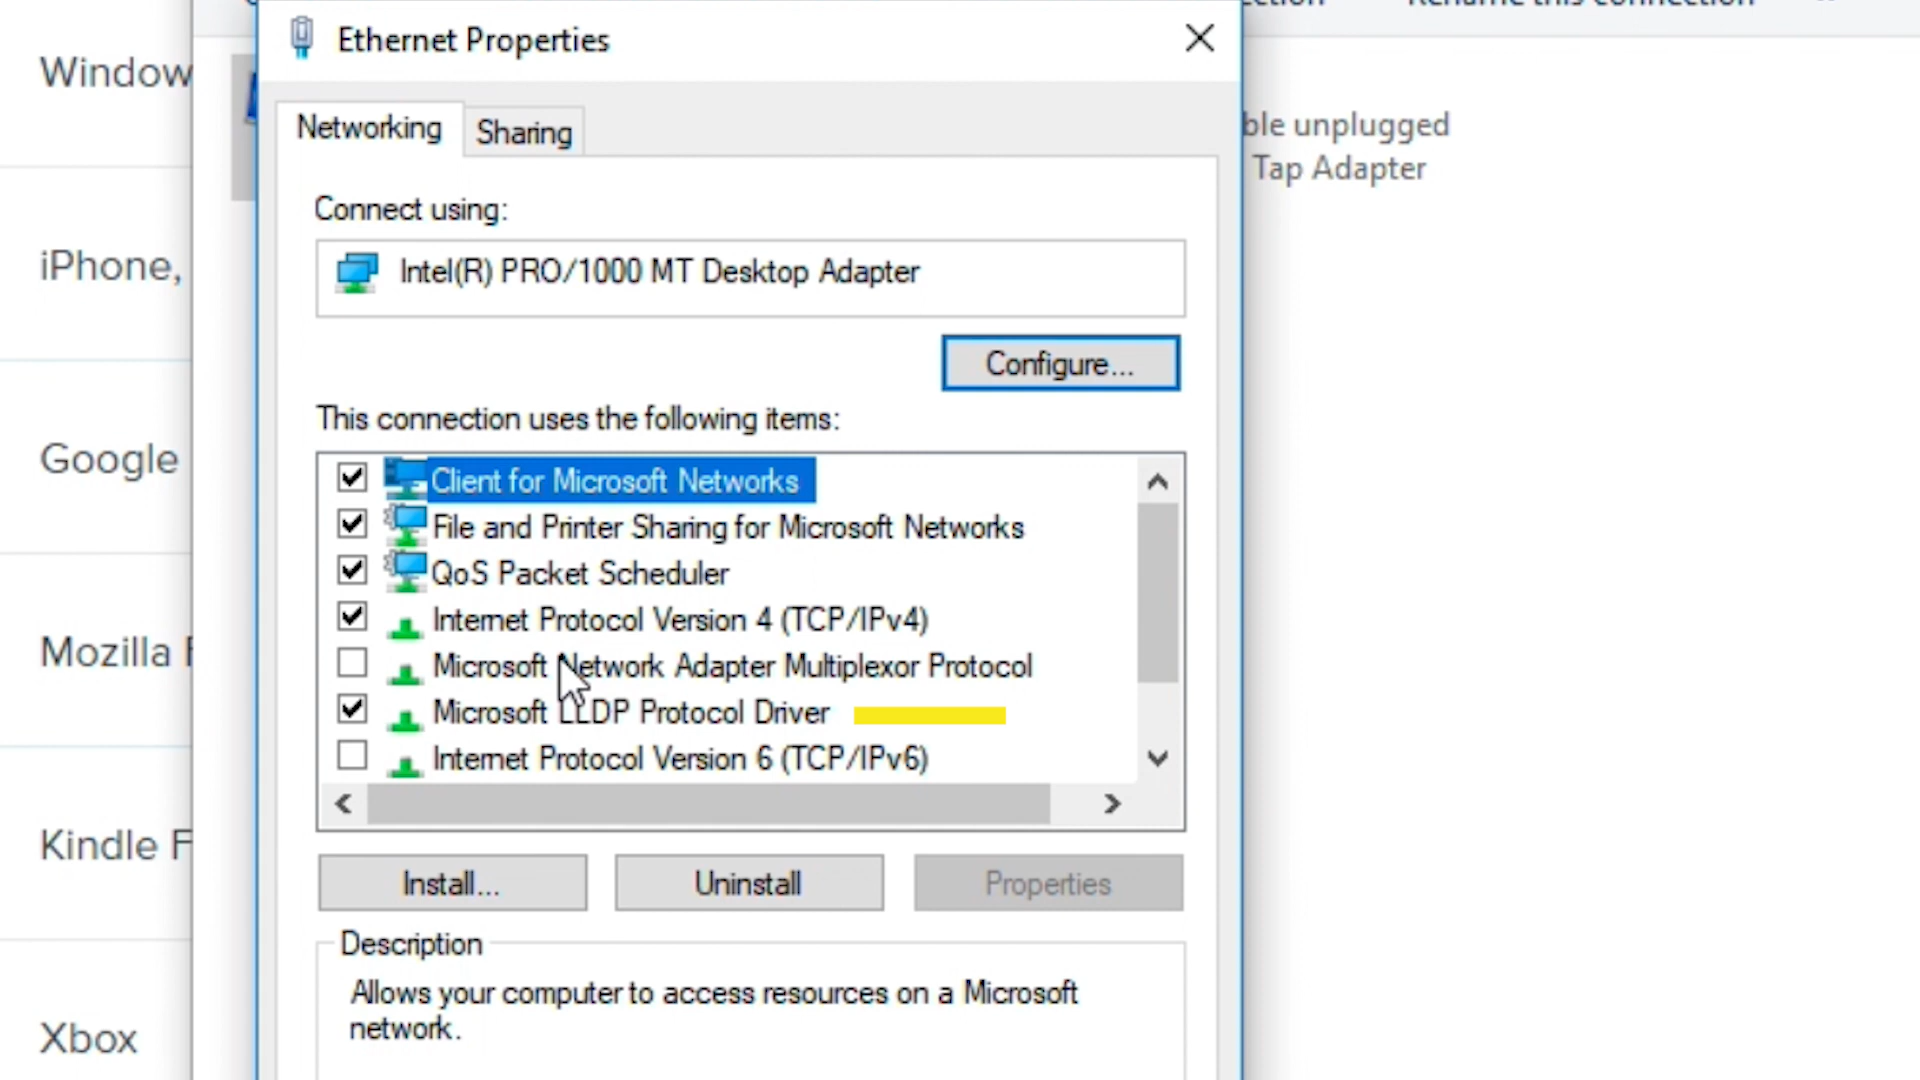 Ethernet Properties
Rename this connection
Window
Networking
Sharing
unplugged
Tap Adapter
Connect using:
iPhone,
Intel(R) PRO/1000 MT Desktop Adapter
Configure...
This connection uses the following items:
Google
Client for Microsoft Networks
File and Printer Sharing for Microsoft Networks
QoS Packet Scheduler
Internet Protocol Version 4 (TCP/IPv4)
Mozilla
Microsoft Network Adapter Multiplexor Protocol
Microsoft LLDP Protocol Driver
Internet Protocol Version 6 (TCP/IPv6)
Kindle F
Install...
Uninstall
Properties
Description
Allows your computer to access resources on a Microsoft
network.
Xbox